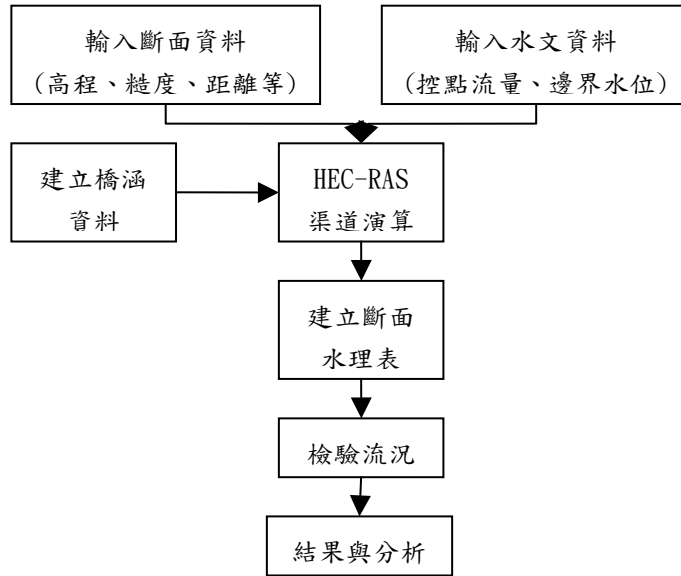 輸入斷面資料
(高程、糙度、距離等)
輸入水文資料
(控點流量、邊界水位)
建立橋涵
資料
HEC-RAS
渠道演算
建立斷面
水理表
檢驗流況
結果與分析